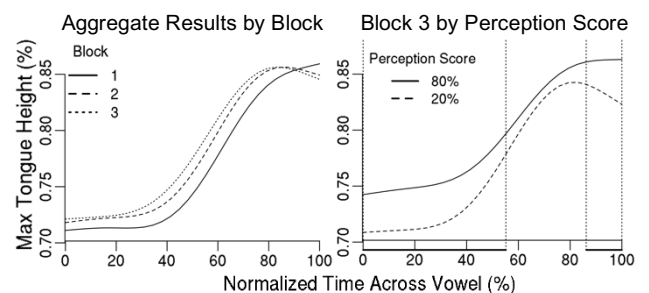 Aggregate Results by Block
Block 3 by Perception Score
Max Tongue Height (%)
Block
1
2
3
0.85
0.80
0.75
0.70
0 20 40 60 80 100
Perception Score
80%
20%
0.85
0.80
0.75
0.70
0 20 40 60 80 100
Normalized Time Across Vowel (%)